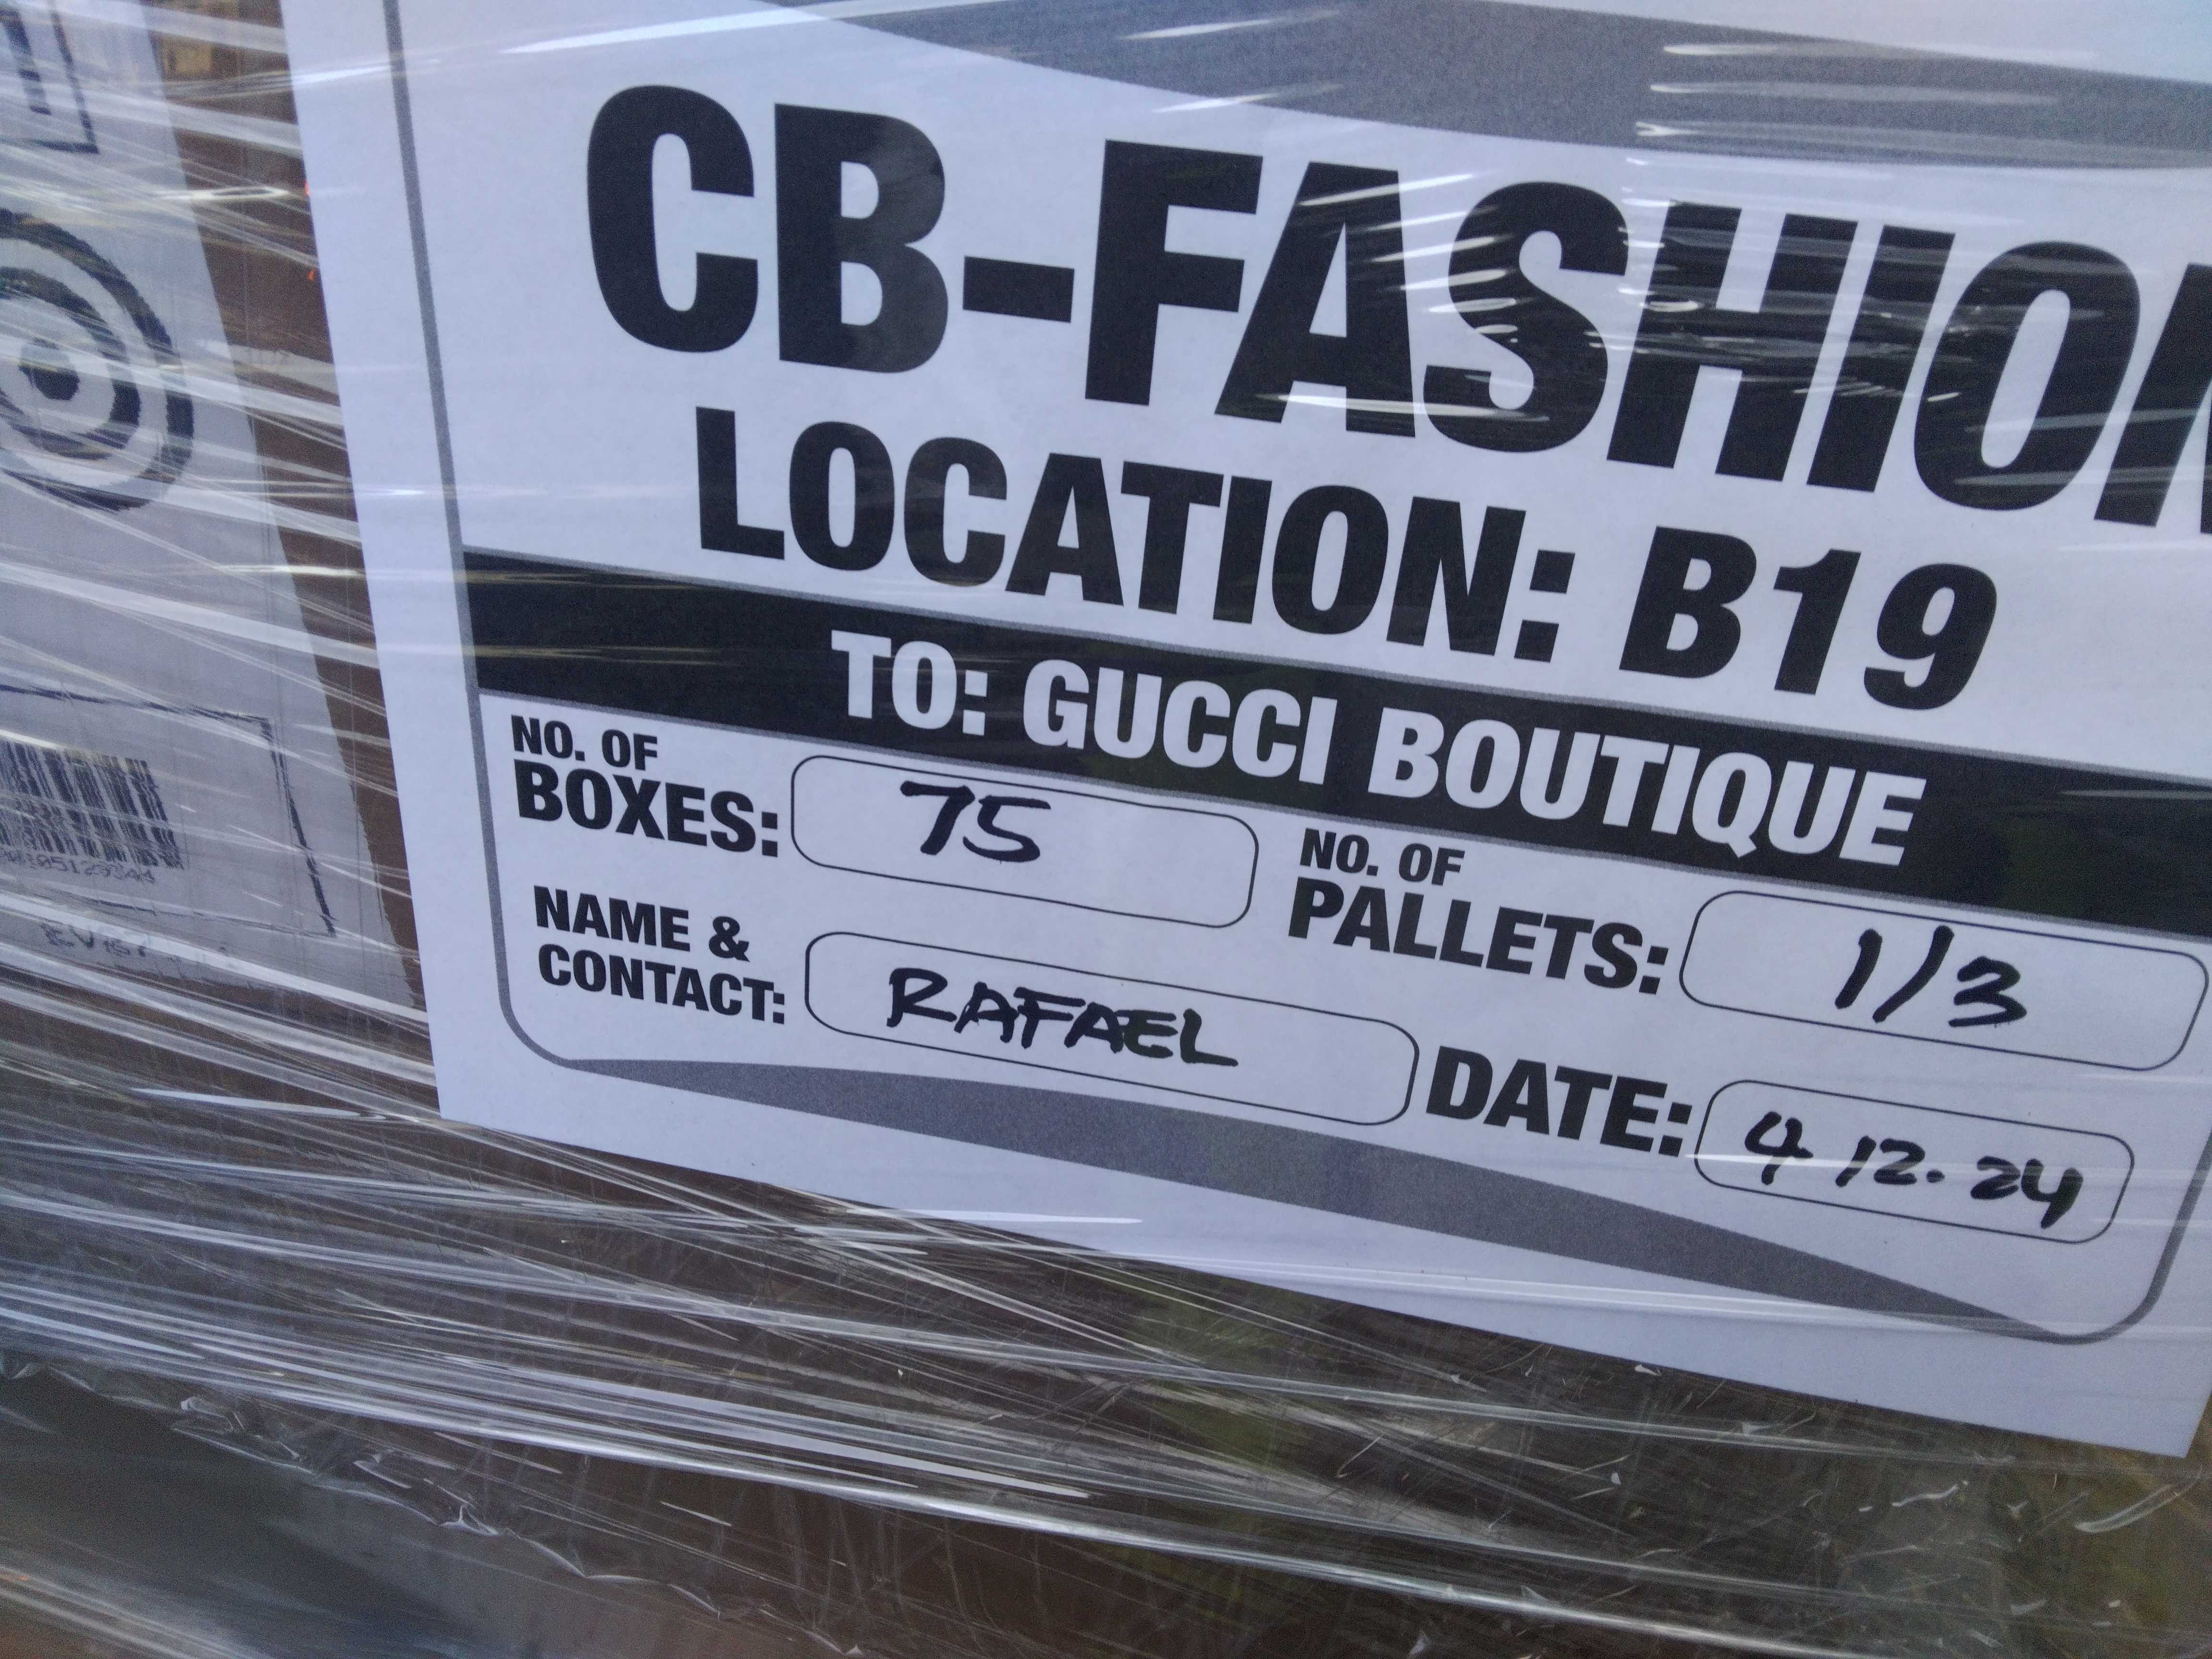 CB-FASHION
LOCATION: B19
TO: GUCCI BOUTIQUE
NO. OF BOXES: 75
NO. OF PALLETS: 1/3
NAME & CONTACT: RAFAEL
DATE: 4 12. 24